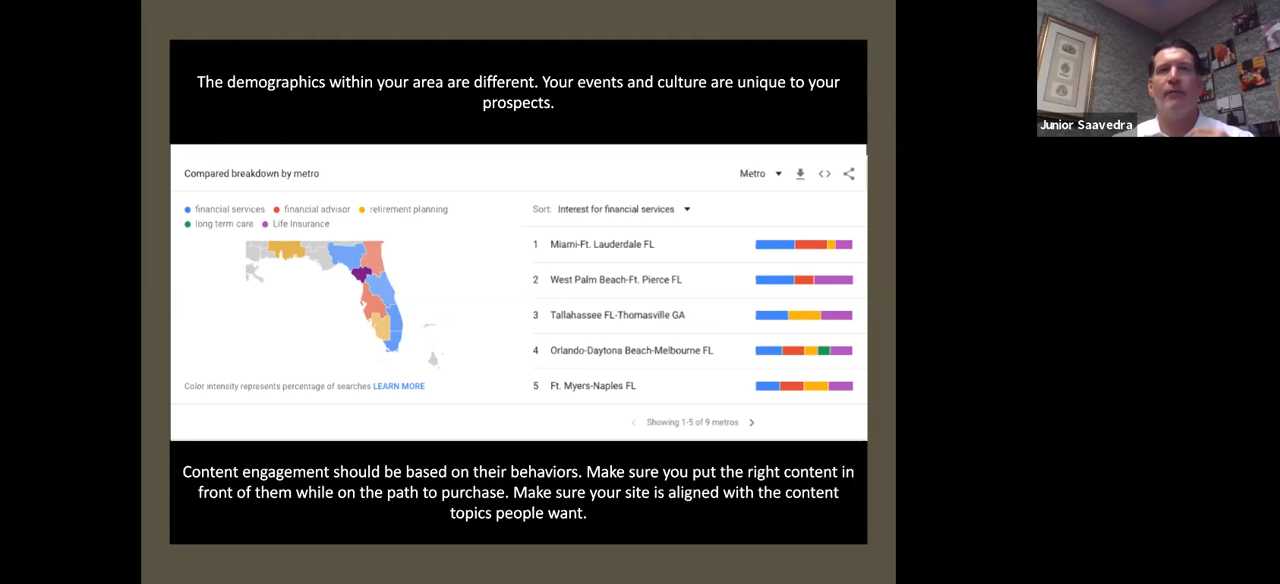 The demographics within your area are different. Your events and culture are unique to your
prospects.
Junior Saavedra
Compared breakdown by metro
Metro
financial services
financial advisor
retirement planning
long term care
Life Insurance
Sort: Interest for financial services
1 Miami-Ft. Lauderdale FL
2 West Palm Beach-Ft. Pierce FL
3 Tallahassee FL-Thomasville GA
4 Orlando-Daytona Beach-Melbourne FL
5 Ft. Myers-Naples FL
Color intensity represents percentage of searches LEARN MORE
Showing 1-5 of 9 metros
Content engagement should be based on their behaviors. Make sure you put the right content in
front of them while on the path to purchase. Make sure your site is aligned with the content
topics people want.